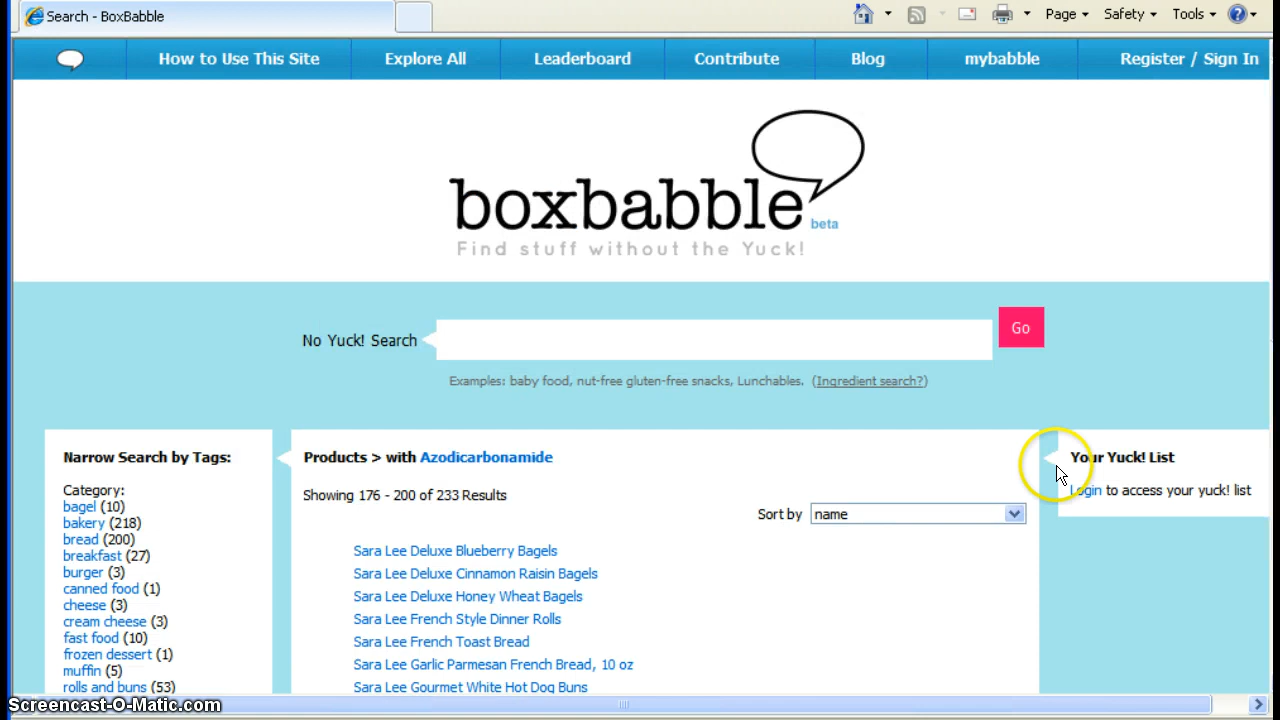 Search - BoxBabble
Page Safety Tools
How to Use This Site Explore All Leaderboard Contribute Blog mybabble Register / Sign In
boxbabble beta
Find stuff without the Yuck!
No Yuck! Search Go
Examples: baby food, nut-free gluten-free snacks, Lunchables. (Ingredient search?)
Narrow Search by Tags:
Category:
bagel (10)
bakery (218)
bread (200)
breakfast (27)
burger (3)
canned food (1)
cheese (3)
cream cheese (3)
fast food (10)
frozen dessert (1)
muffin (5)
rolls and buns (53)
Products > with Azodicarbonamide
Showing 176 - 200 of 233 Results
Sort by name
Sara Lee Deluxe Blueberry Bagels
Sara Lee Deluxe Cinnamon Raisin Bagels
Sara Lee Deluxe Honey Wheat Bagels
Sara Lee French Style Dinner Rolls
Sara Lee French Toast Bread
Sara Lee Garlic Parmesan French Bread, 10 oz
Sara Lee Gourmet White Hot Dog Buns
Your Yuck! List
Login to access your yuck! list
Screencast-O-Matic.com